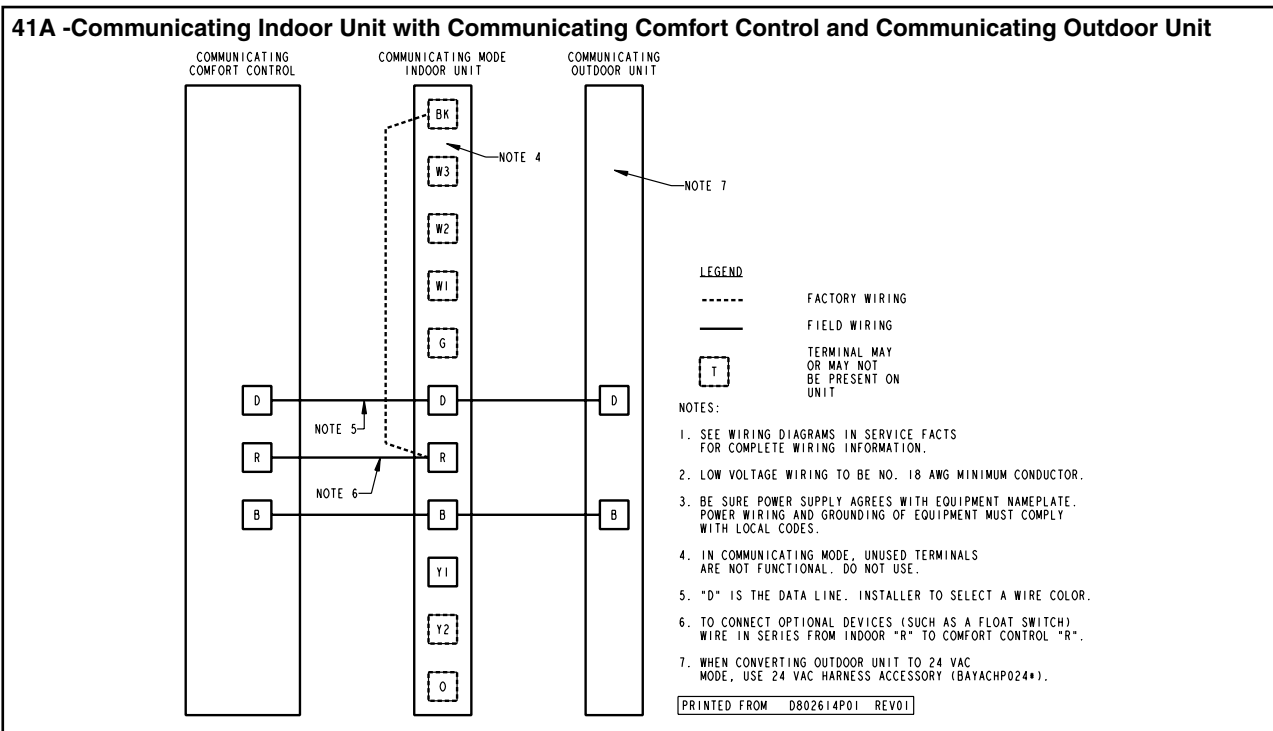 41A -Communicating Indoor Unit with Communicating Comfort Control and Communicating Outdoor Unit
COMMUNICATING
COMFORT CONTROL
COMMUNICATING MODE
INDOOR UNIT
COMMUNICATING
OUTDOOR UNIT
BK
NOTE 4
W3
NOTE 7
W2
W1
G
D
D
D
NOTE 5
R
R
NOTE 6
B
B
B
Y1
Y2
O
LEGEND
FACTORY WIRING
FIELD WIRING
T
TERMINAL MAY
OR MAY NOT
BE PRESENT ON
UNIT
NOTES:
1. SEE WIRING DIAGRAMS IN SERVICE FACTS
FOR COMPLETE WIRING INFORMATION.
2. LOW VOLTAGE WIRING TO BE NO. 18 AWG MINIMUM CONDUCTOR.
3. BE SURE POWER SUPPLY AGREES WITH EQUIPMENT NAMEPLATE.
POWER WIRING AND GROUNDING OF EQUIPMENT MUST COMPLY
WITH LOCAL CODES.
4. IN COMMUNICATING MODE, UNUSED TERMINALS
ARE NOT FUNCTIONAL. DO NOT USE.
5. "D" IS THE DATA LINE. INSTALLER TO SELECT A WIRE COLOR.
6. TO CONNECT OPTIONAL DEVICES (SUCH AS A FLOAT SWITCH)
WIRE IN SERIES FROM INDOOR "R" TO COMFORT CONTROL "R".
7. WHEN CONVERTING OUTDOOR UNIT TO 24 VAC
MODE, USE 24 VAC HARNESS ACCESSORY (BAYACHP024*).
PRINTED FROM D802614P01 REV01